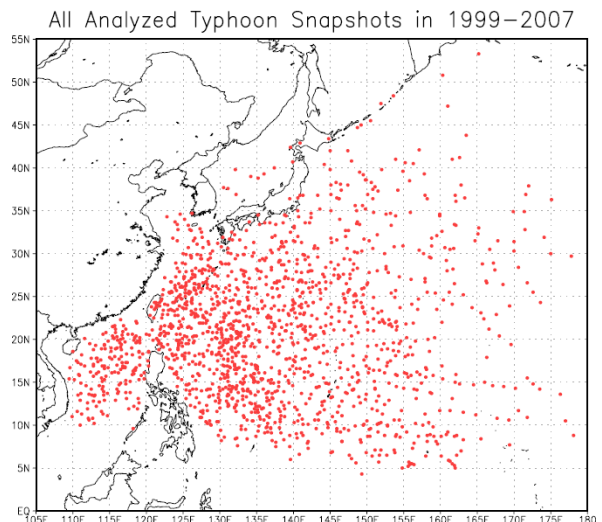 All Analyzed Typhoon Snapshots in 1999–2007
55N
50N
45N
40N
35N
30N
25N
20N
15N
10N
5N
EQ
105E 110E 115E 120E 125E 130E 135E 140E 145E 150E 155E 160E 165E 170E 175E 180